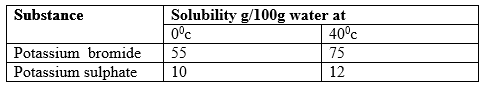 Substance Solubility g/100g water at
0⁰c 40⁰c
Potassium bromide 55 75
Potassium sulphate 10 12